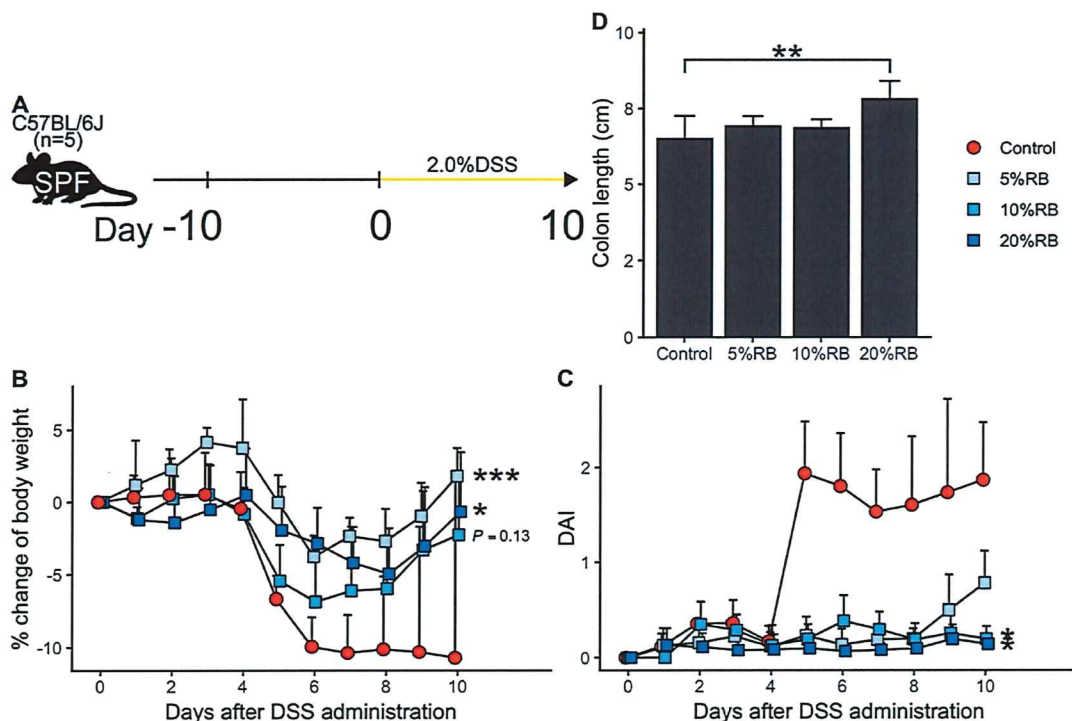 A
C57BL/6J
(n=5)
SPF
2.0%DSS
Day -10 0 10
D
10
8
5
2
0
Colon length (cm)
**
Control 5%RB 10%RB 20%RB
Control
5%RB
10%RB
20%RB
B
5
0
-5
-10
% change of body weight
***
*
P = 0.13
0 2 4 6 8 10
Days after DSS administration
C
2
1
0
DAI
*
*
0 2 4 6 8 10
Days after DSS administration